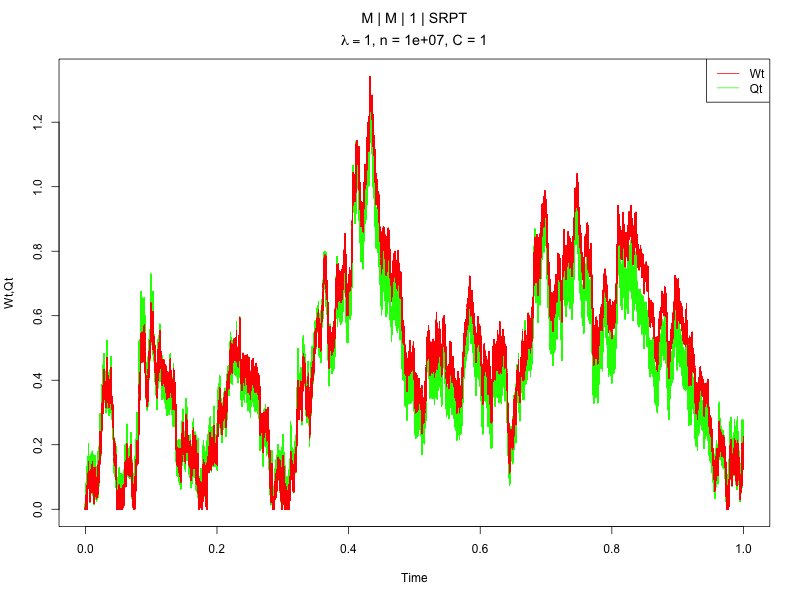 M | M | 1 | SRPT
λ = 1, n = 1e+07, C = 1
Wt
Qt
Wt,Qt
1.2
1.0
0.8
0.6
0.4
0.2
0.0
0.0 0.2 0.4 0.6 0.8 1.0
Time